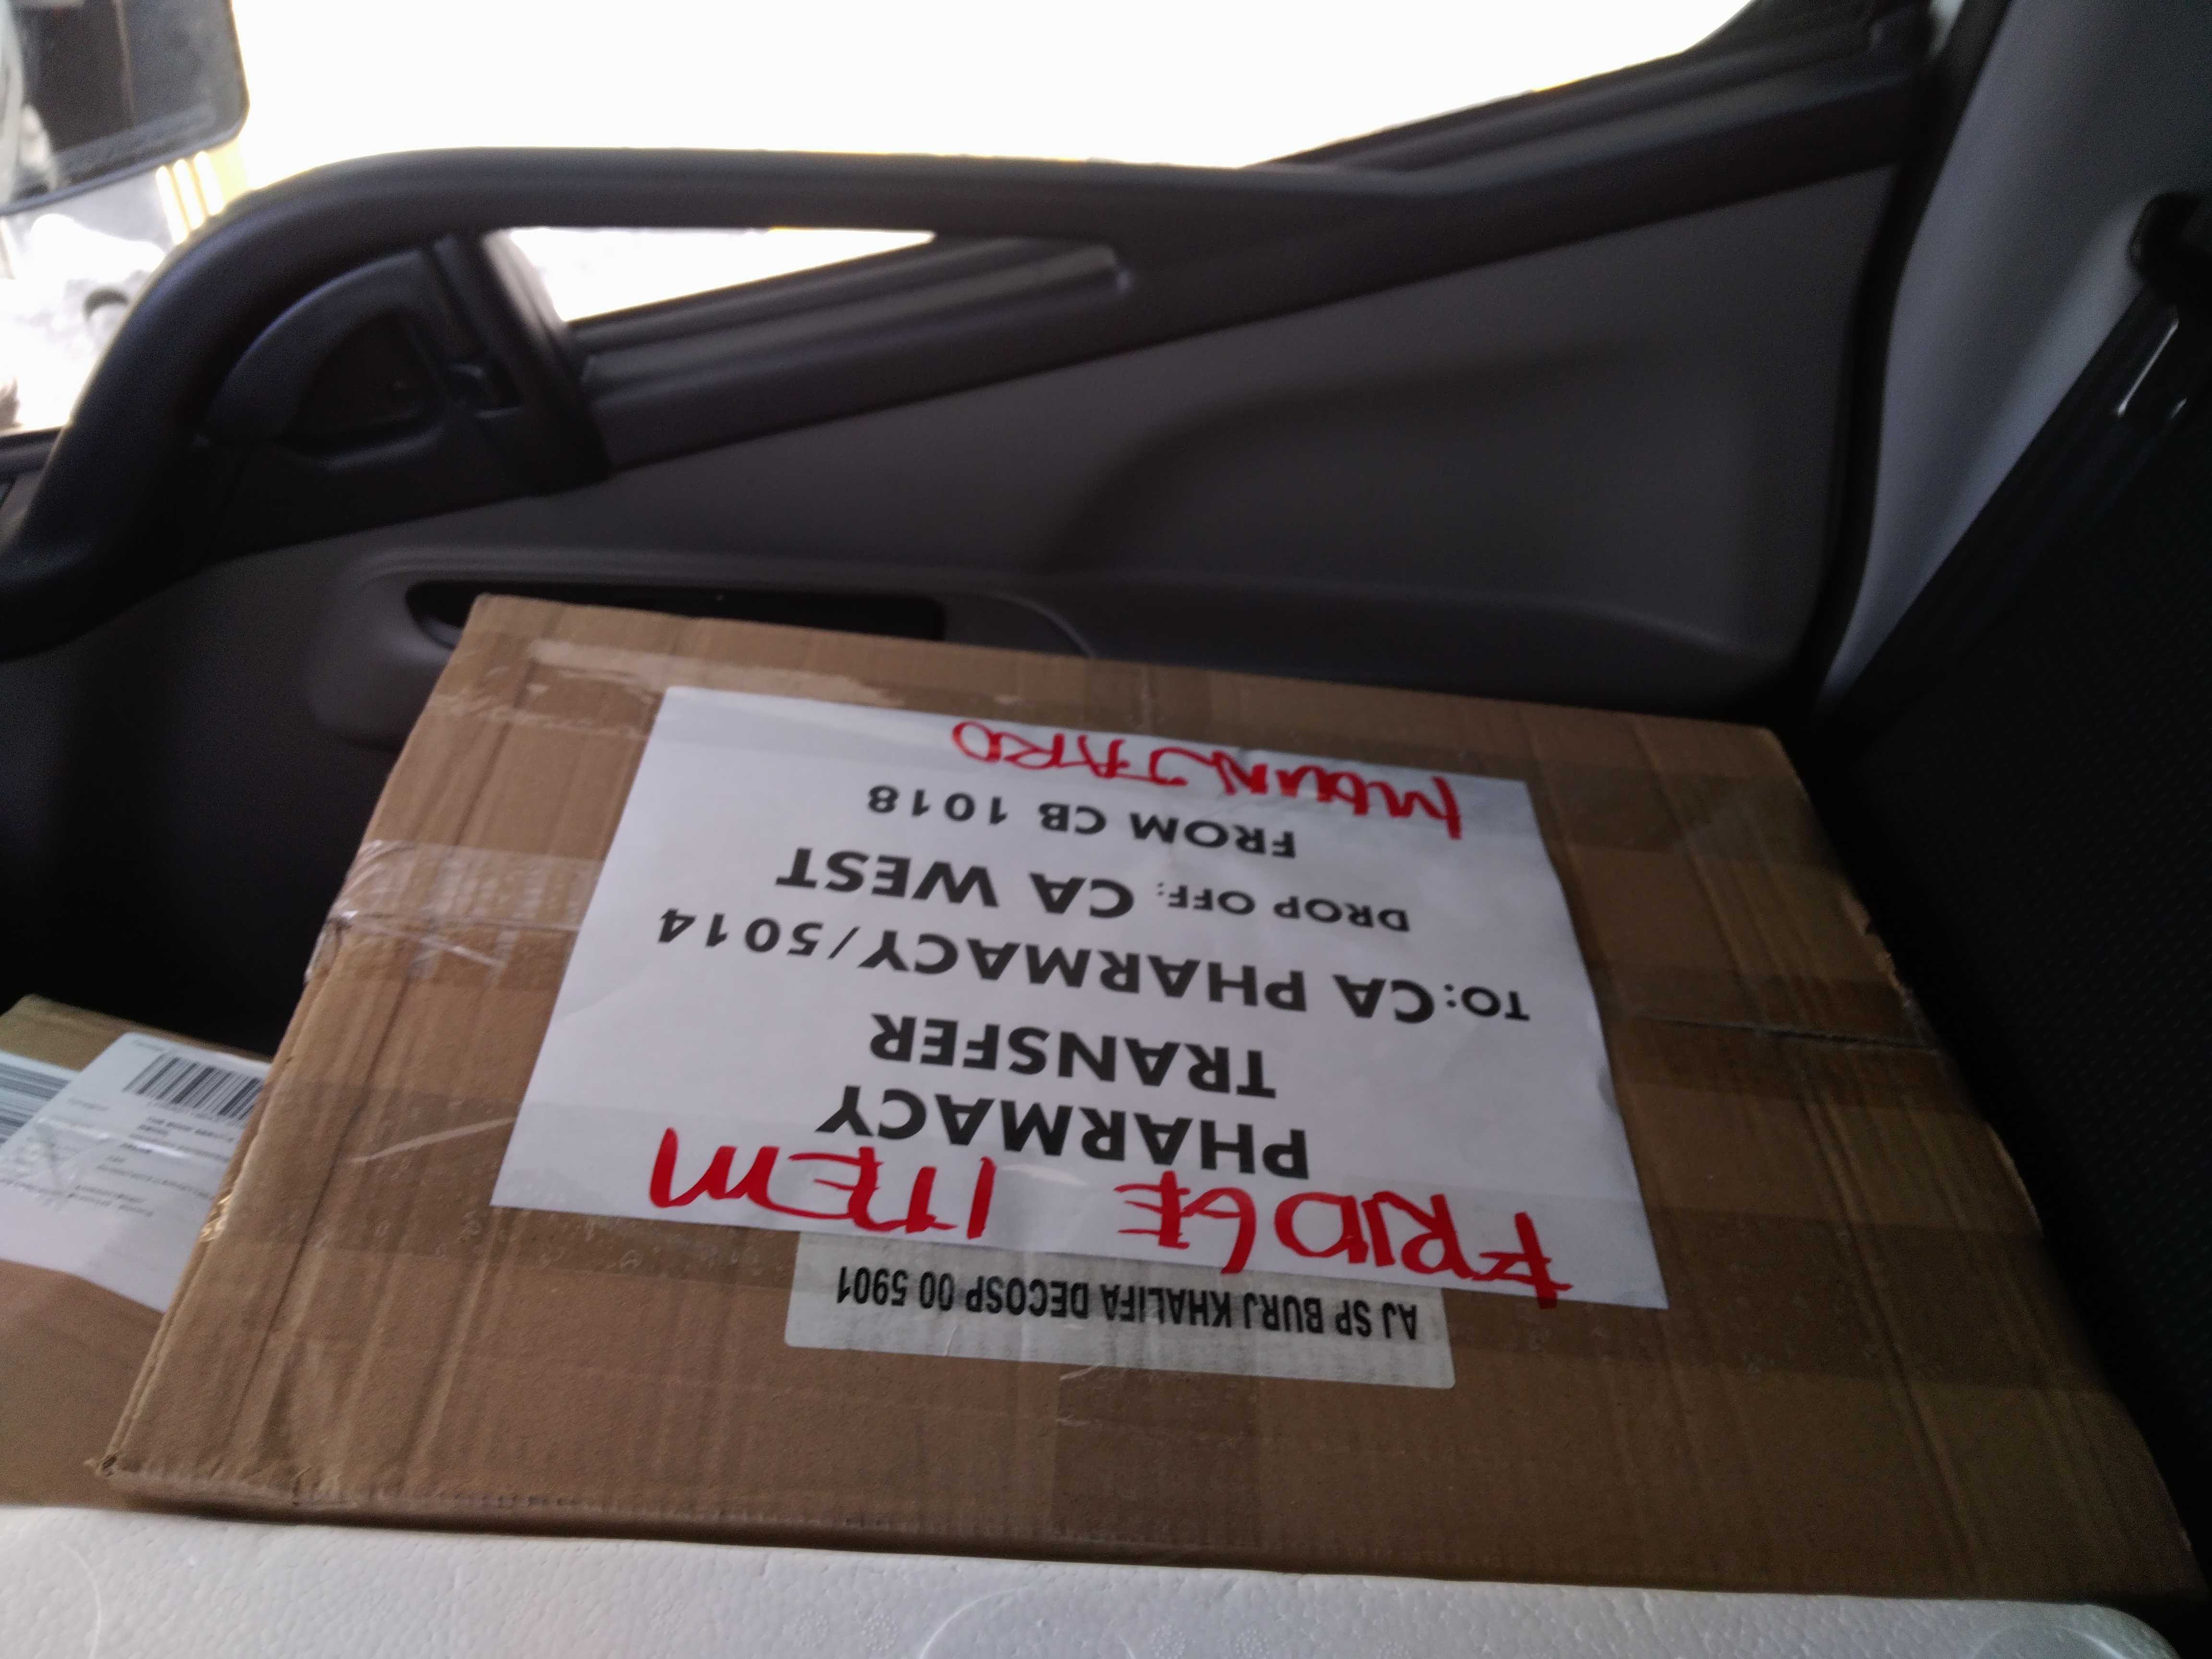 FRIDGE ITEM
PHARMACY
TRANSFER
TO:CA PHARMACY/5014
DROP OFF: CA WEST
FROM CB 1018
MOUNJARO
AJ SP BURJ KHALIFA DECOSP 00 5901